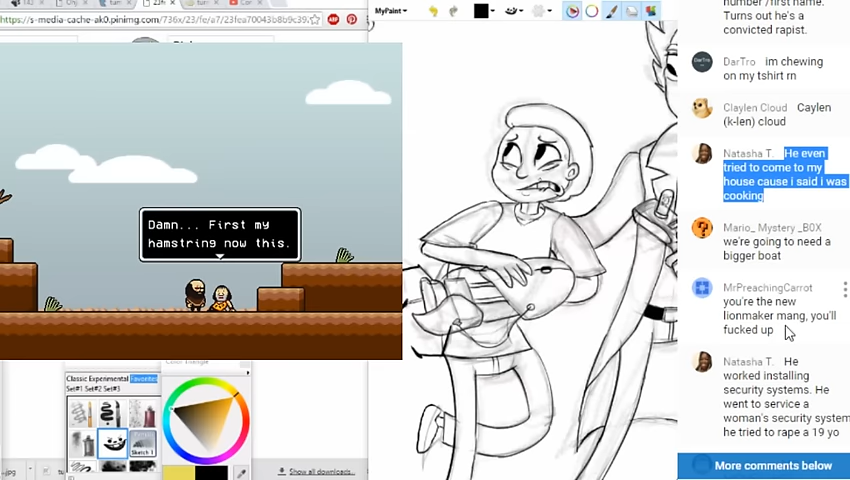 https://s-media-cache-ak0.pinimg.com/736x/23/fe/a7/23fea70043b8b9c39
MyPaint
Damn... First my
hamstring now this.
Classic Experimental Favorites
Set#1 Set#2 Set#3
Sketch 1
.jpg
Show all downloads...
number /first name.
Turns out he's a
convicted rapist.
DarTro im chewing
on my tshirt rn
Claylen Cloud Caylen
(k-len) cloud
Natasha T. He even
tried to come to my
house cause i said i was
cooking
Mario_ Mystery _B0X
we're going to need a
bigger boat
MrPreachingCarrot
you're the new
lionmaker mang, you'll
fucked up
Natasha T. He
worked installing
security systems. He
went to service a
woman's security system
he tried to rape a 19 yo
More comments below